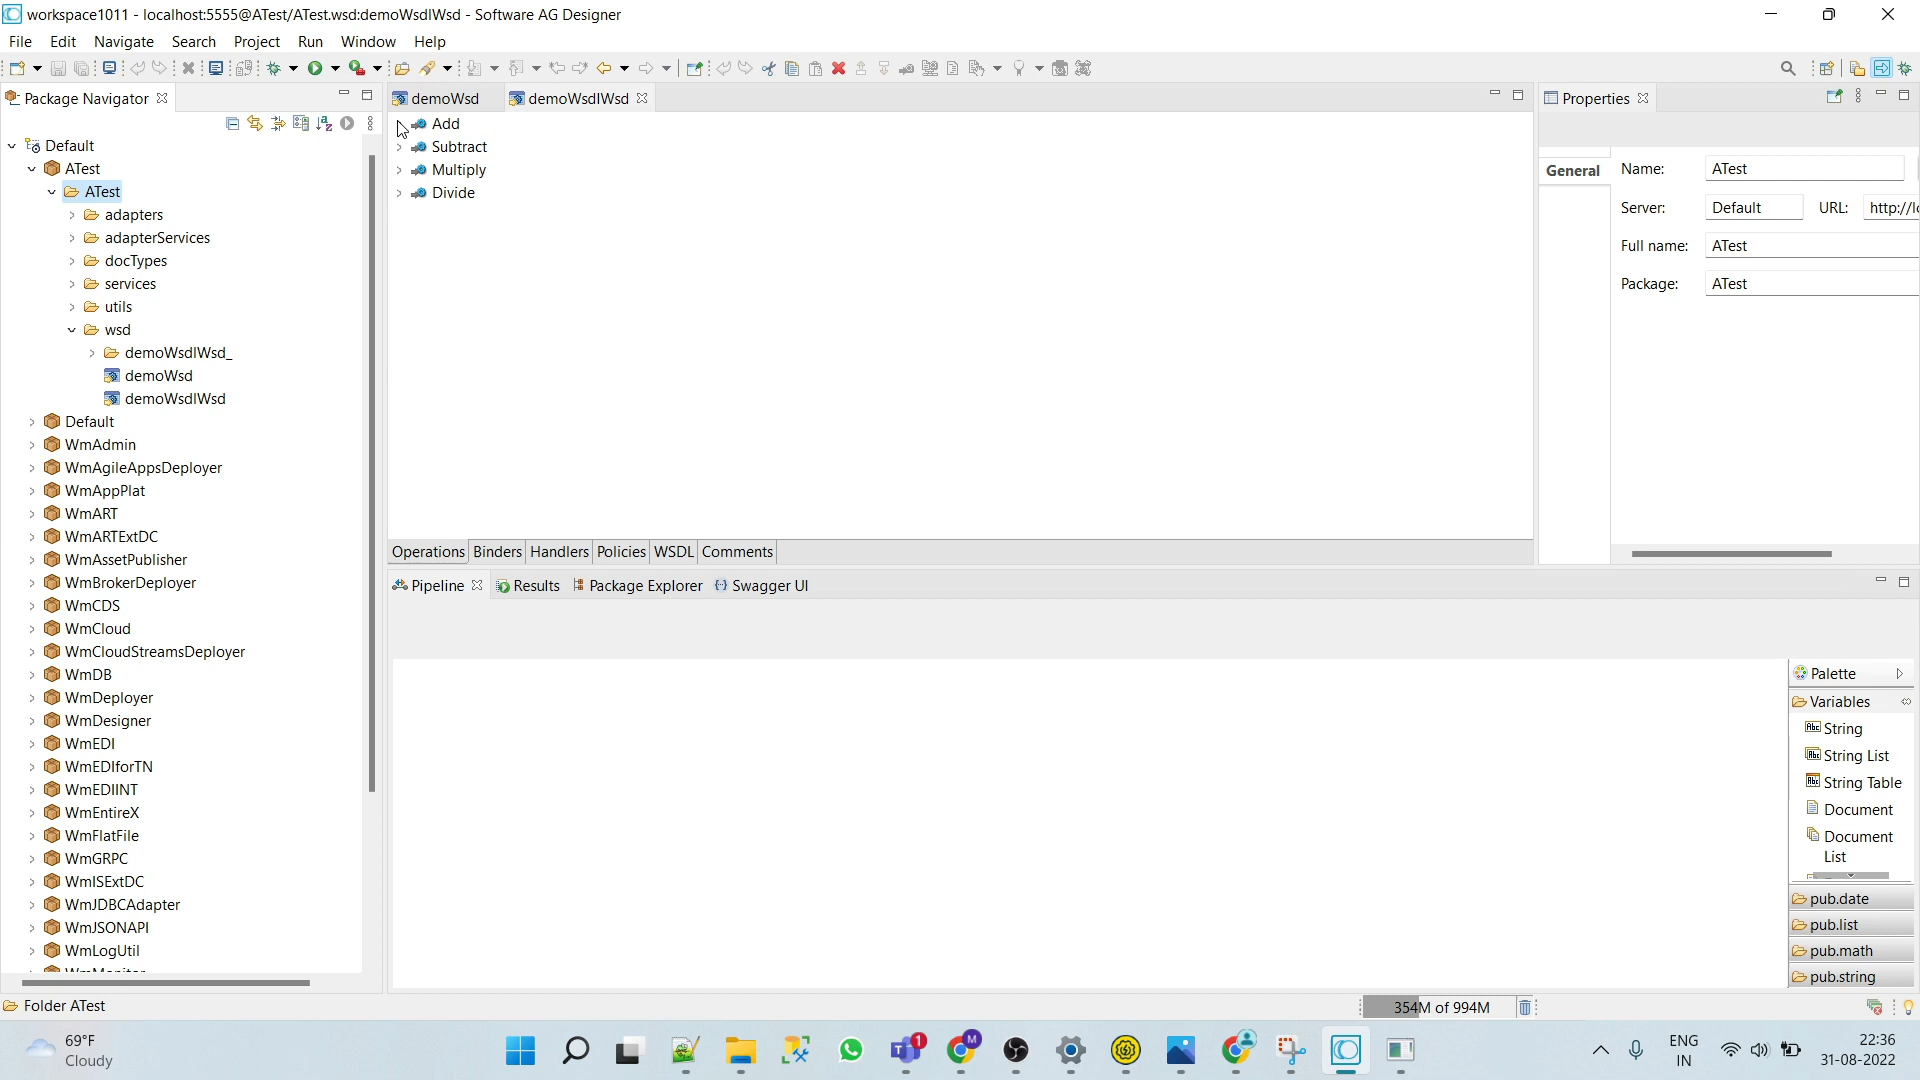 workspace1011 - localhost:5555@ATest/ATest.wsd:demoWsdlWsd - Software AG Designer
File Edit Navigate Search Project Run Window Help
Package Navigator
Default
ATest
ATest
adapters
adapterServices
docTypes
services
utils
wsd
demoWsdlWsd_
demoWsd
demoWsdlWsd
Default
WmAdmin
WmAgileAppsDeployer
WmAppPlat
WmART
WmARTExtDC
WmAssetPublisher
WmBrokerDeployer
WmCDS
WmCloud
WmCloudStreamsDeployer
WmDB
WmDeployer
WmDesigner
WmEDI
WmEDIforTN
WmEDIINT
WmEntireX
WmFlatFile
WmGRPC
WmISExtDC
WmJDBCAdapter
WmJSONAPI
WmLogUtil
demoWsd demoWsdlWsd
Add
Subtract
Multiply
Divide
Operations Binders Handlers Policies WSDL Comments
Properties
General
Name: ATest
Server: Default URL: http://l
Full name: ATest
Package: ATest
Pipeline Results Package Explorer Swagger UI
Palette
Variables
String
String List
String Table
Document
Document
List
pub.date
pub.list
pub.math
pub.string
Folder ATest
354M of 994M
69°F
Cloudy
1
M
ENG
IN
22:36
31-08-2022